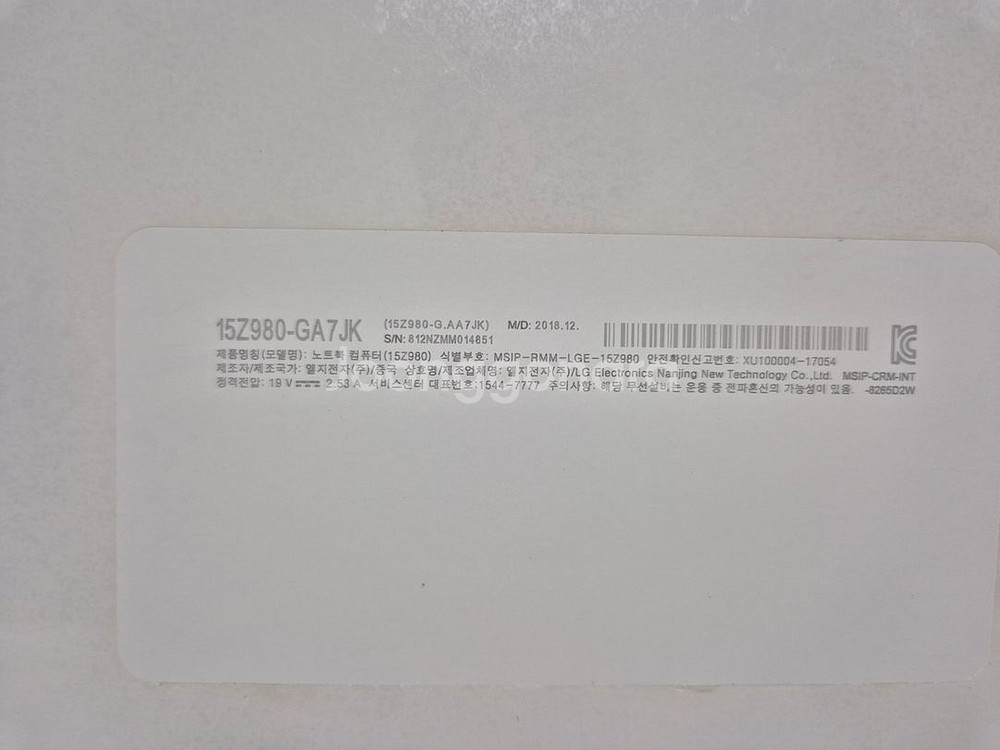 15Z980-GA7JK (15Z980-G.AA7JK) M/D: 2018.12.
S/N: 812NZMM014851
제품명칭(모델명): 노트북 컴퓨터(15Z980) 식별부호: MSIP-RMM-LGE-15Z980 안전확인신고번호: XU100004-17054
제조자/제조국가: 엘지전자(주)/중국 상호명/제조업체명: 엘지전자(주)/LG Electronics Nanjing New Technology Co.,Ltd. MSIP-CRM-INT
정격전압: 19 V⎓2.53 A 서비스센터 대표번호:1544-7777 주의사항: 해당 무선설비는 운용 중 전파혼신의 가능성이 있음. -8265D2W